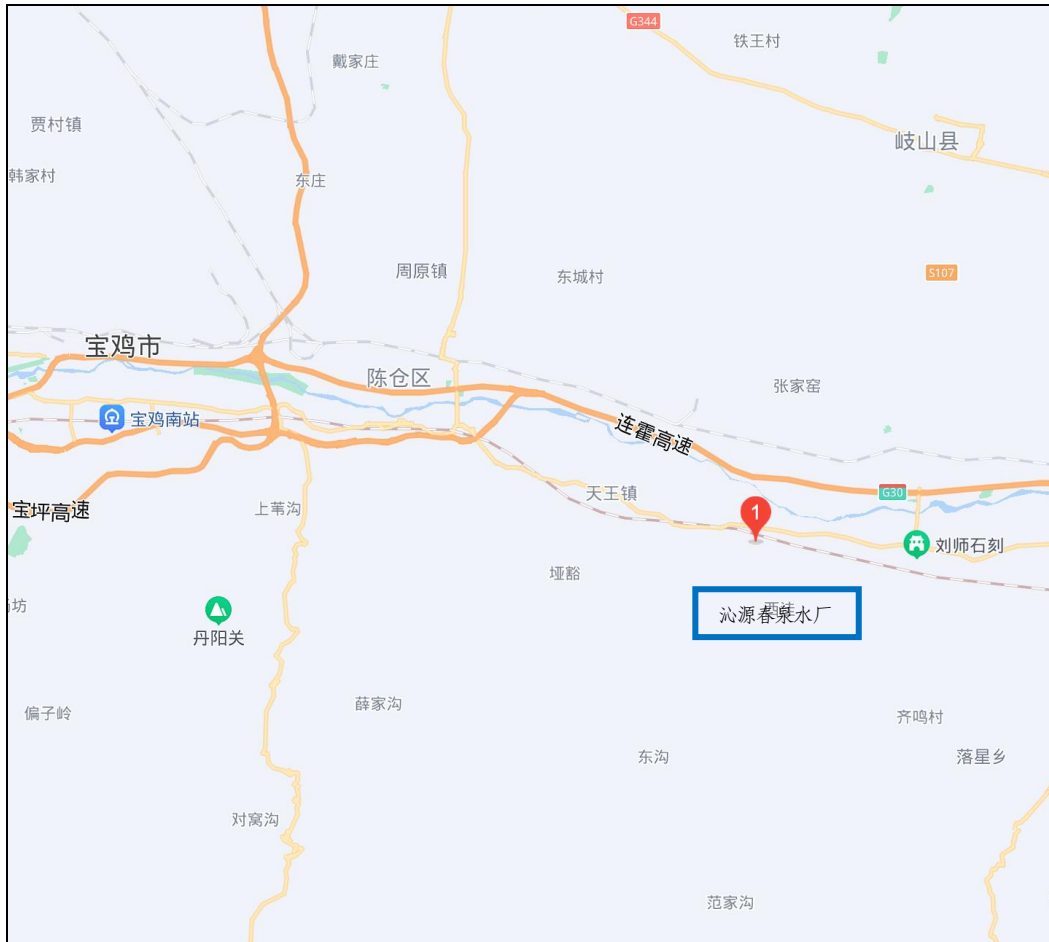 G344
铁王村
戴家庄
贾村镇
岐山县
韩家村
东庄
周原镇
东城村
S107
宝鸡市
陈仓区
张家窑
宝鸡南站
连霍高速
天王镇
G30
宝坪高速
上苇沟
1
刘师石刻
垭豁
坊
沁源春泉水厂
丹阳关
薛家沟
偏子岭
齐鸣村
东沟
落星乡
对窝沟
范家沟